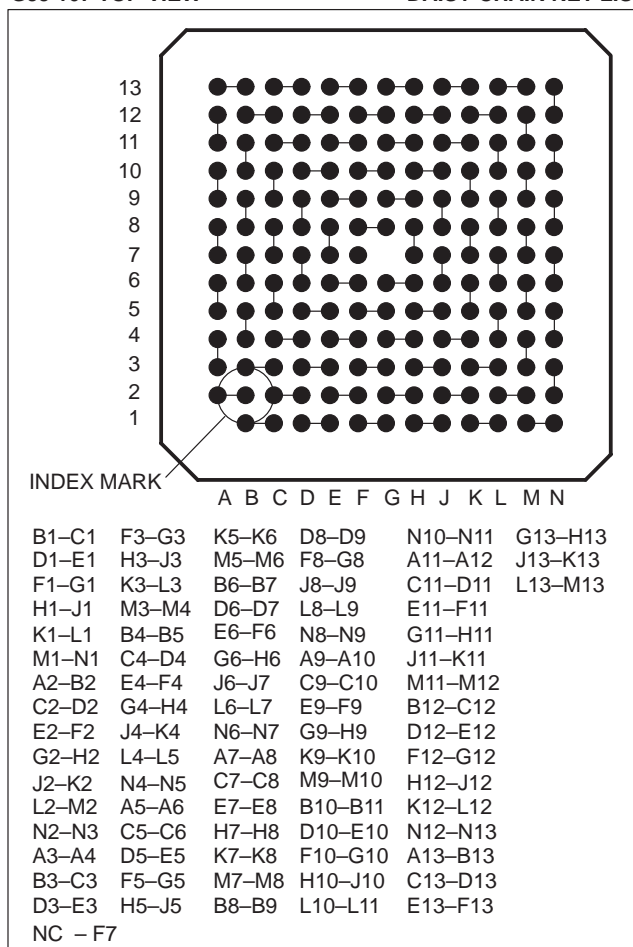 TOP VIEW DAISY CHAIN NET
13
12
11
10
9
8
7
6
5
4
3
2
1
INDEX MARK
A B C D E F G H J K L M N
B1–C1 F3–G3 K5–K6 D8–D9 N10–N11 G13–H13
D1–E1 H3–J3 M5–M6 F8–G8 A11–A12 J13–K13
F1–G1 K3–L3 B6–B7 J8–J9 C11–D11 L13–M13
H1–J1 M3–M4 D6–D7 L8–L9 E11–F11
K1–L1 B4–B5 E6–F6 N8–N9 G11–H11
M1–N1 C4–D4 G6–H6 A9–A10 J11–K11
A2–B2 E4–F4 J6–J7 C9–C10 M11–M12
C2–D2 G4–H4 L6–L7 E9–F9 B12–C12
E2–F2 J4–K4 N6–N7 G9–H9 D12–E12
G2–H2 L4–L5 A7–A8 K9–K10 F12–G12
J2–K2 N4–N5 C7–C8 M9–M10 H12–J12
L2–M2 A5–A6 E7–E8 B10–B11 K12–L12
N2–N3 C5–C6 H7–H8 D10–E10 N12–N13
A3–A4 D5–E5 K7–K8 F10–G10 A13–B13
B3–C3 F5–G5 M7–M8 H10–J10 C13–D13
D3–E3 H5–J5 B8–B9 L10–L11 E13–F13
NC – F7